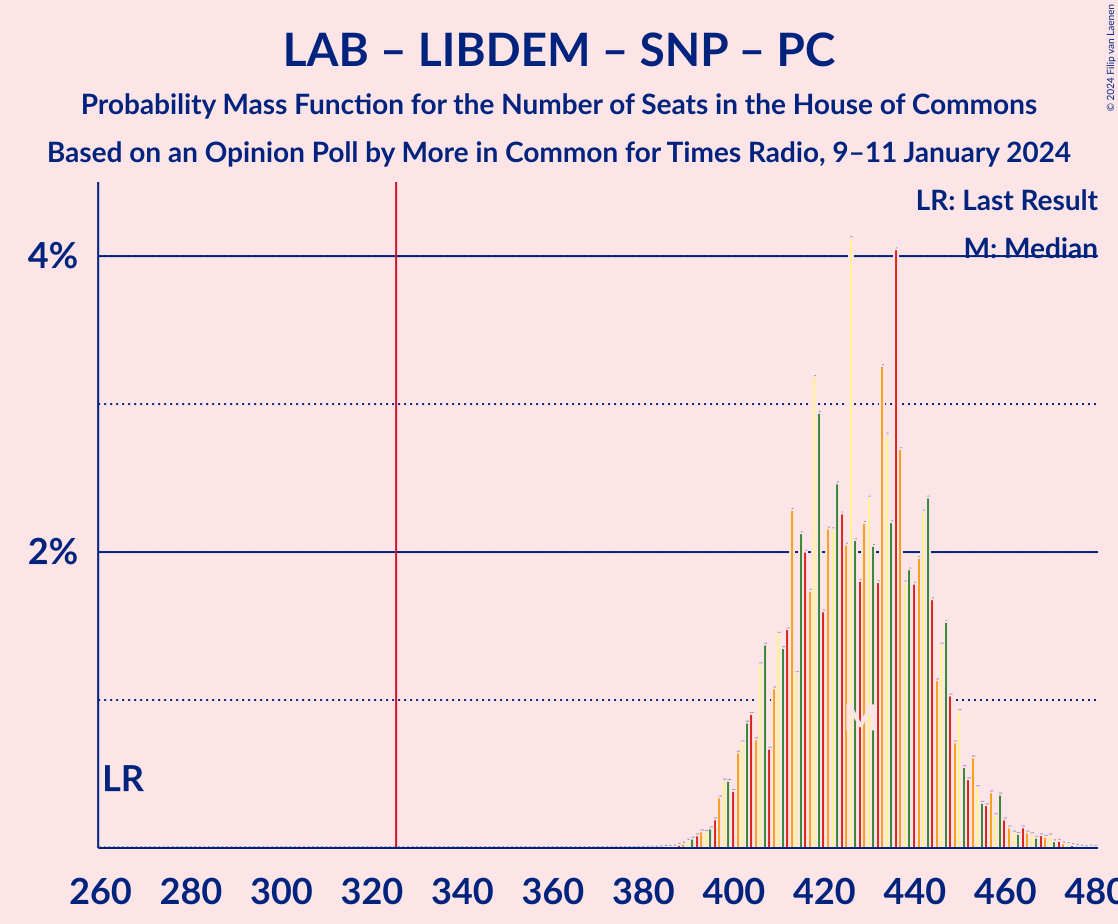 LAB – LIBDEM – SNP – PC
Probability Mass Function for the Number of Seats in the House of Commons
Based on an Opinion Poll by More in Common for Times Radio, 9–11 January 2024
© 2024 Filip van Laenen
LR: Last Result
M: Median
4%
2%
LR
M
260 280 300 320 340 360 380 400 420 440 460 480